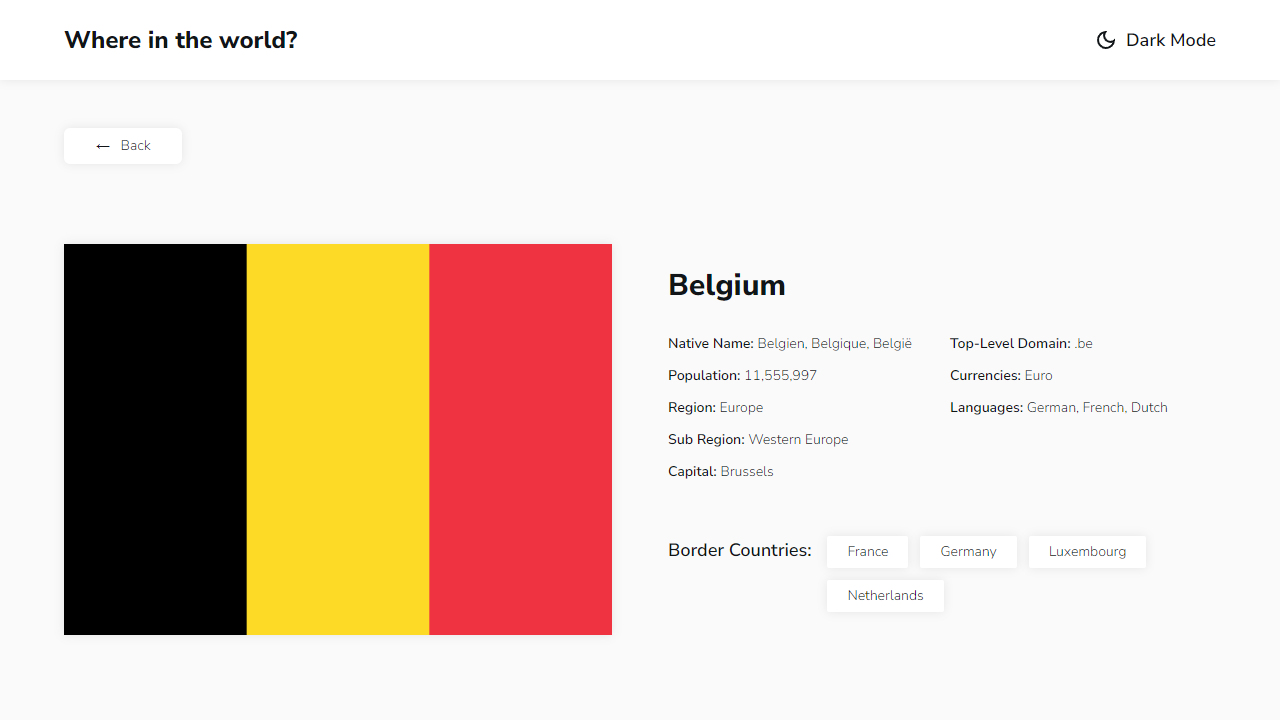 Where in the world?
Dark Mode
← Back
Belgium
Native Name: Belgien, Belgique, België
Population: 11,555,997
Region: Europe
Sub Region: Western Europe
Capital: Brussels
Top-Level Domain: .be
Currencies: Euro
Languages: German, French, Dutch
Border Countries:
France
Germany
Luxembourg
Netherlands